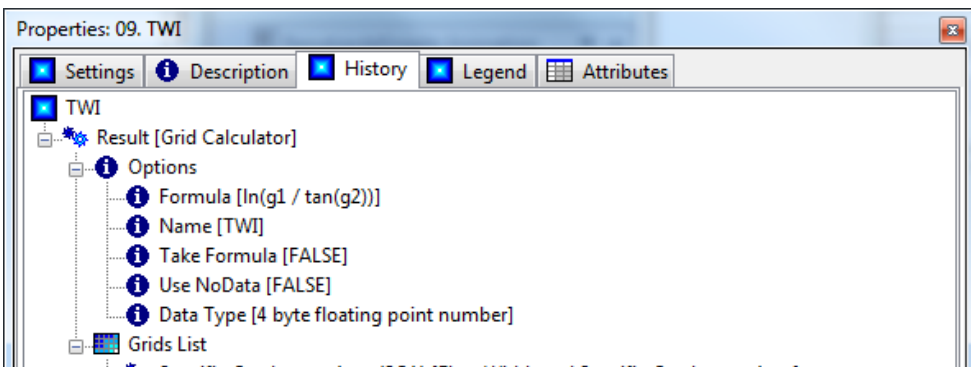 Properties: 09. TWI
Settings Description History Legend Attributes
TWI
Result [Grid Calculator]
Options
Formula [ln(g1 / tan(g2))]
Name [TWI]
Take Formula [FALSE]
Use NoData [FALSE]
Data Type [4 byte floating point number]
Grids List